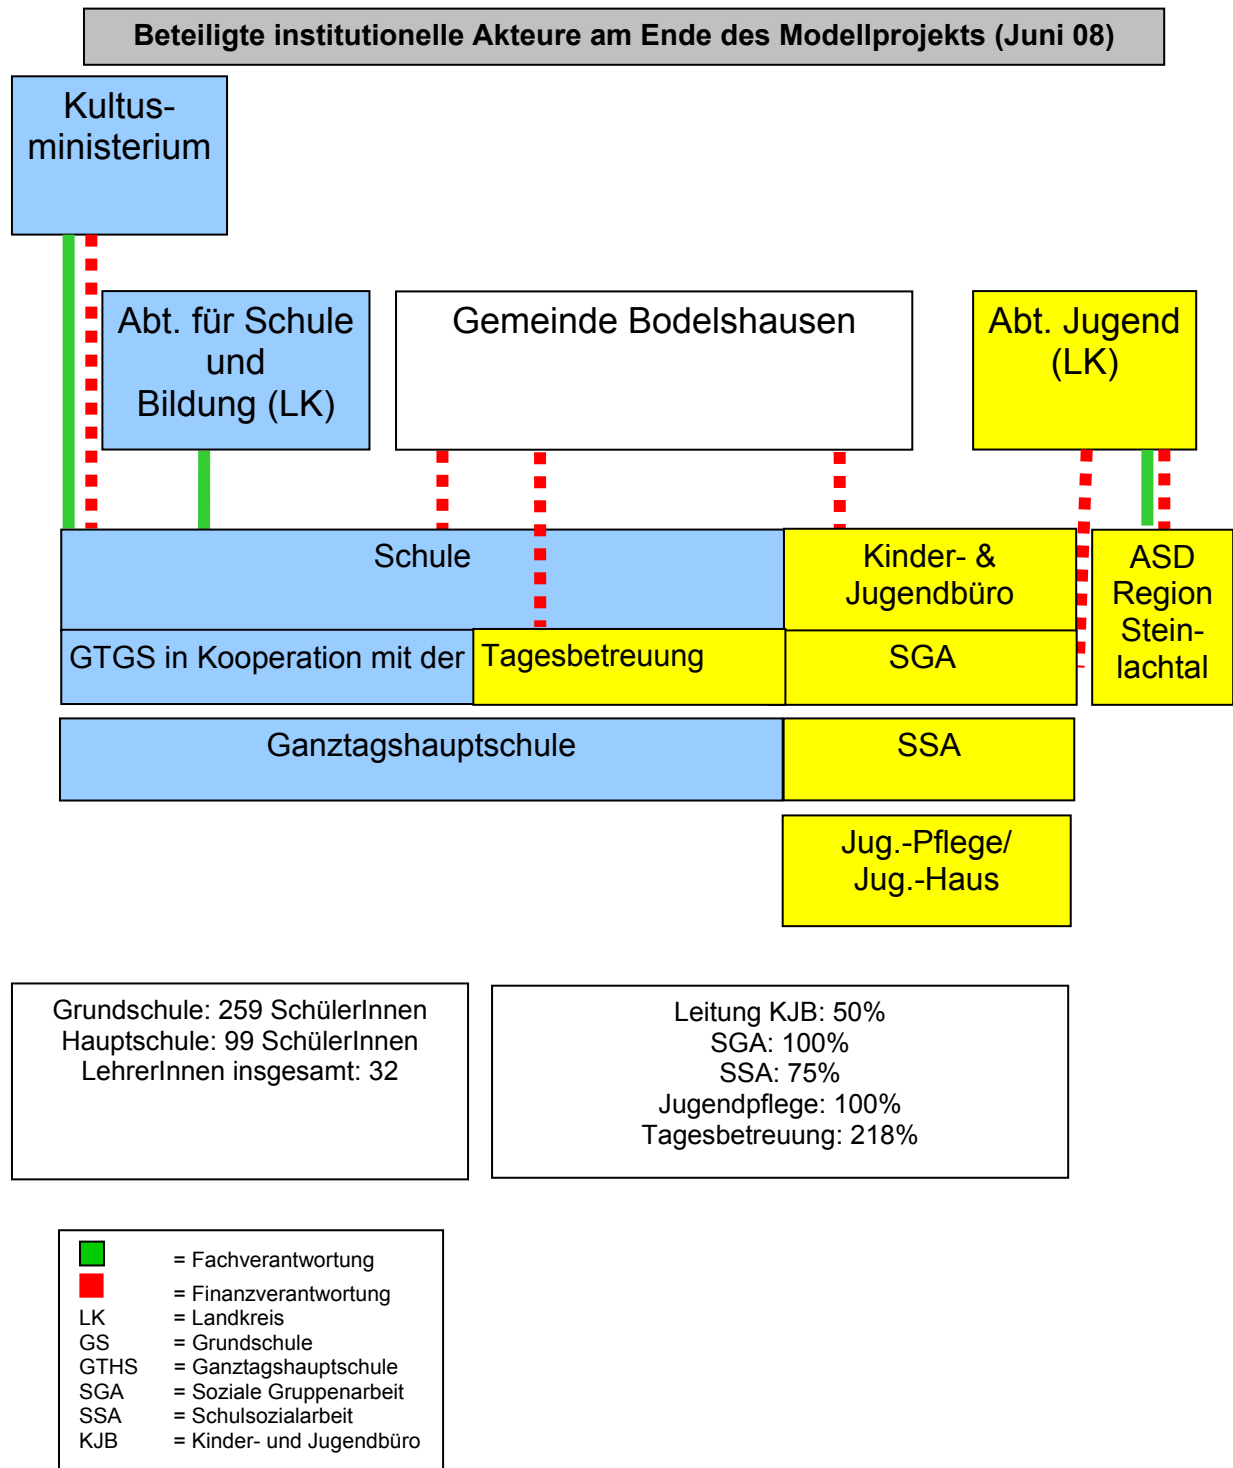 Beteiligte institutionelle Akteure am Ende des Modellprojekts (Juni 08)
Kultus-
ministerium
Abt. für Schule
und
Bildung (LK)
Gemeinde Bodelshausen
Abt. Jugend
(LK)
Schule
Kinder- &
Jugendbüro
ASD
Region
Stein-
lachtal
GTGS in Kooperation mit der
Tagesbetreuung
SGA
Ganztagshauptschule
SSA
Jug.-Pflege/
Jug.-Haus
Grundschule: 259 SchülerInnen
Hauptschule: 99 SchülerInnen
LehrerInnen insgesamt: 32
Leitung KJB: 50%
SGA: 100%
SSA: 75%
Jugendpflege: 100%
Tagesbetreuung: 218%
= Fachverantwortung
= Finanzverantwortung
LK = Landkreis
GS = Grundschule
GTHS = Ganztagshauptschule
SGA = Soziale Gruppenarbeit
SSA = Schulsozialarbeit
KJB = Kinder- und Jugendbüro